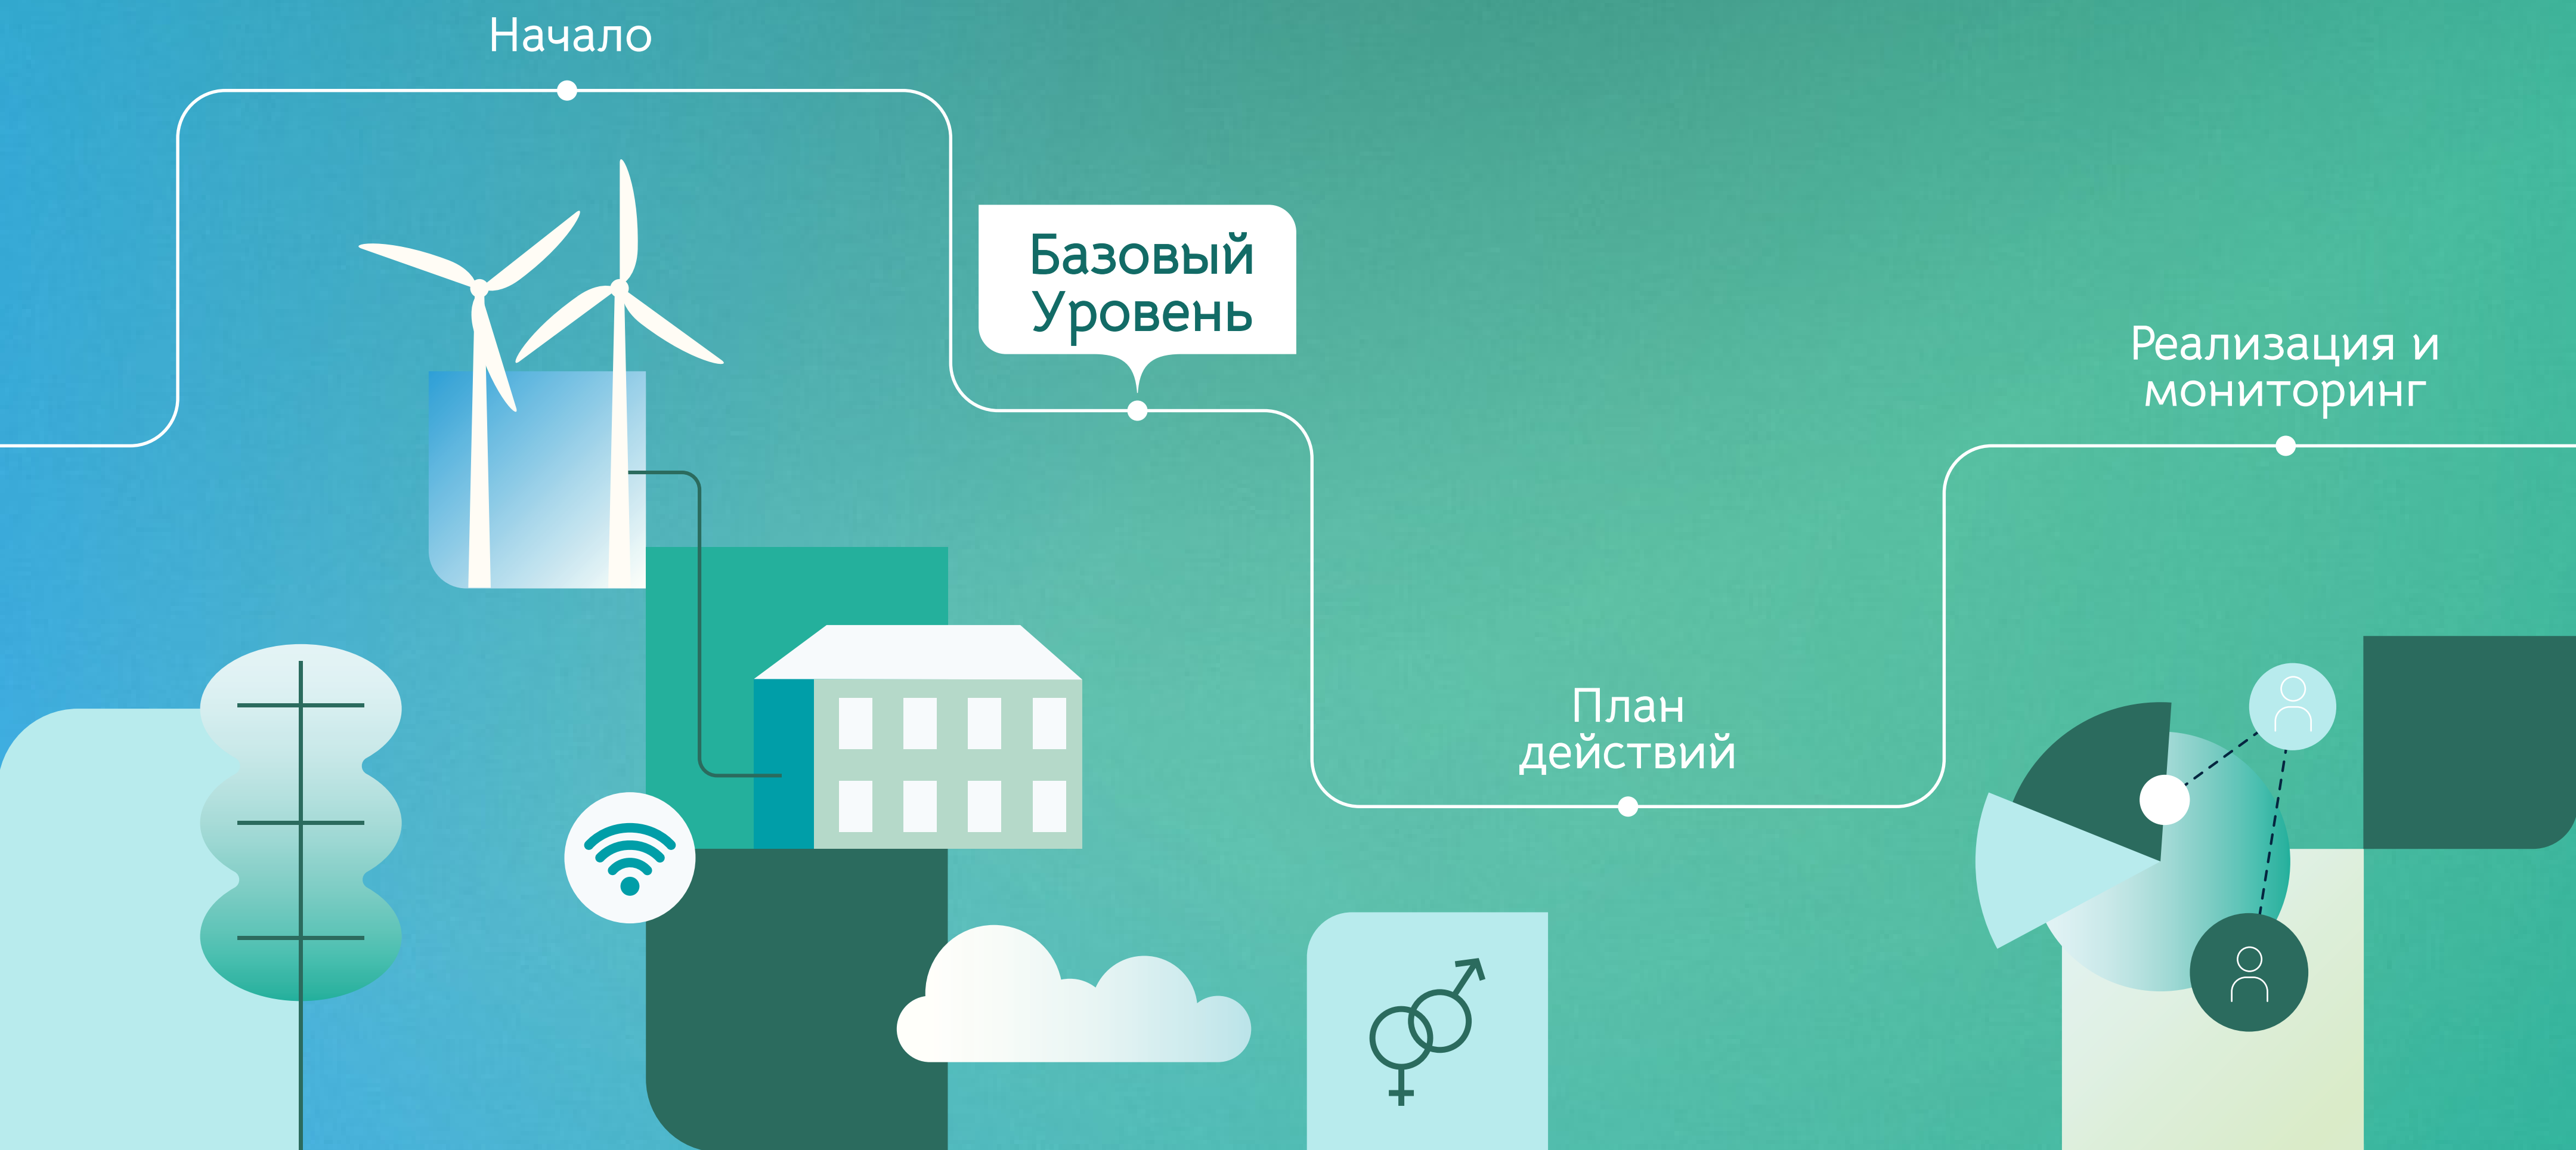 Начало
Базовый
Уровень
Реализация и
мониторинг
План
действий